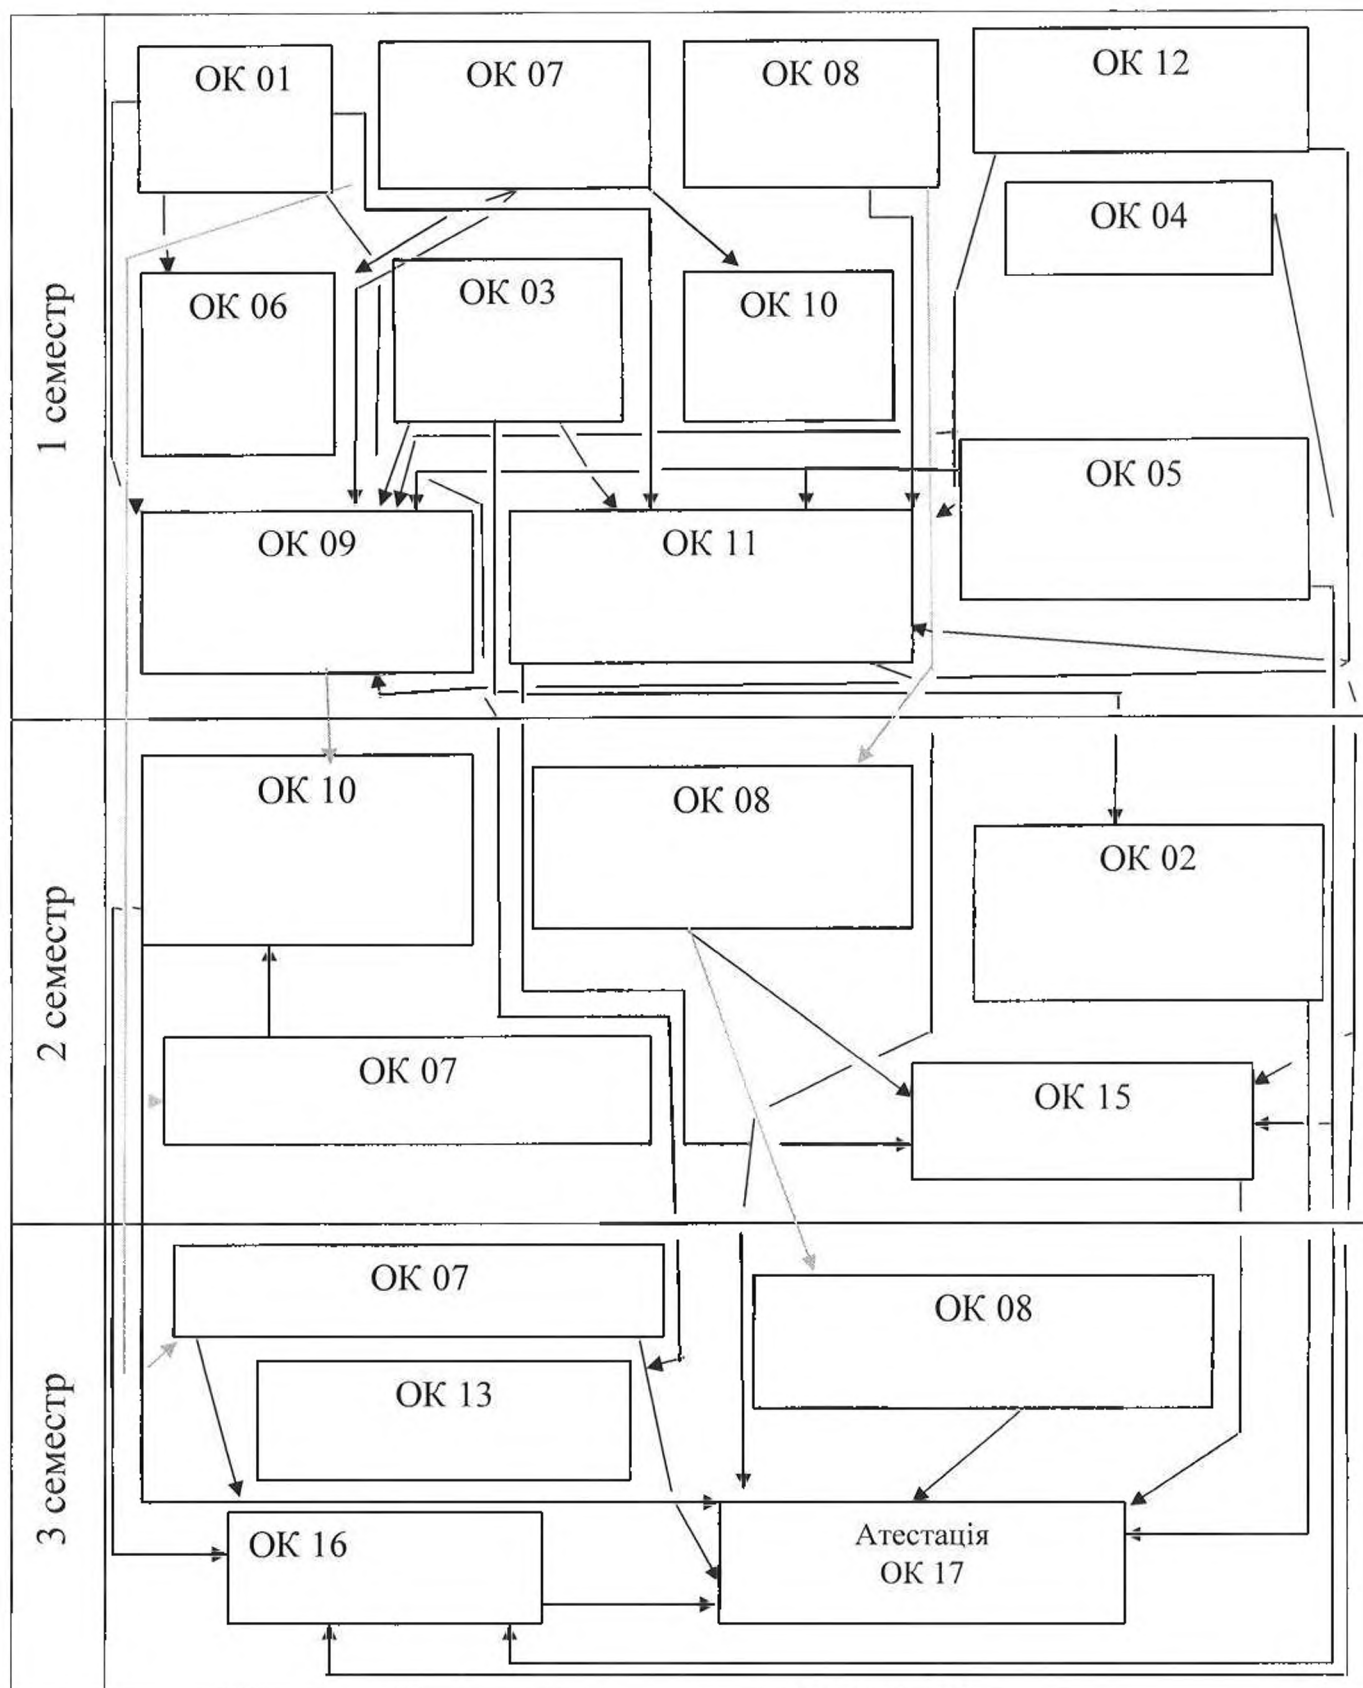 1 семестр
ОК 01
ОК 07
ОК 08
ОК 12
ОК 04
ОК 06
ОК 03
ОК 10
ОК 05
ОК 09
ОК 11
2 семестр
ОК 10
ОК 08
ОК 02
ОК 07
ОК 15
3 семестр
ОК 07
ОК 08
ОК 13
ОК 16
Атестація
ОК 17